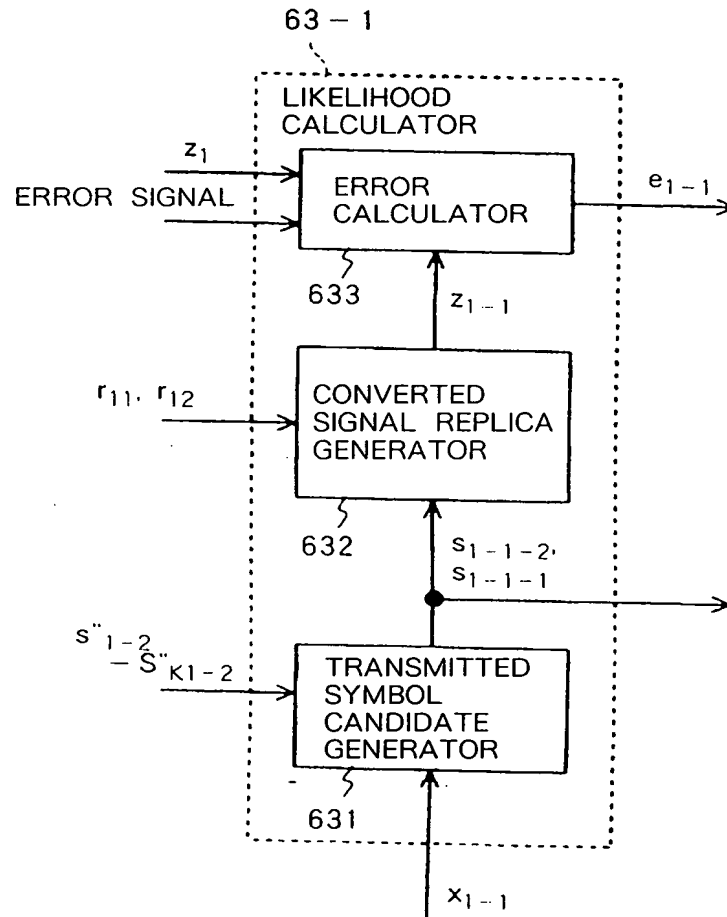 63-1
LIKELIHOOD
CALCULATOR
z1
ERROR SIGNAL
ERROR
CALCULATOR
e1-1
633
z1-1
r11, r12
CONVERTED
SIGNAL REPLICA
GENERATOR
632
s1-1-2,
s1-1-1
s"1-2
- S"K1-2
TRANSMITTED
SYMBOL
CANDIDATE
GENERATOR
631
x1-1